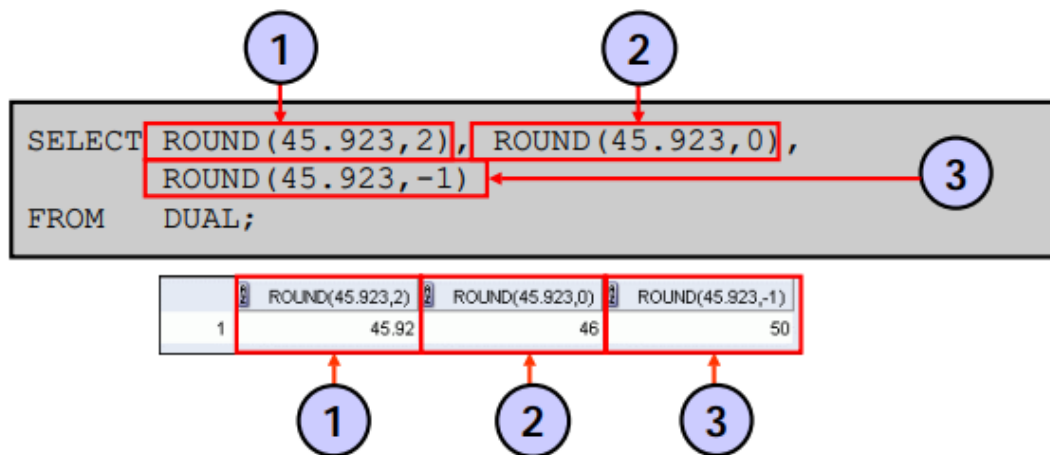 1 2
SELECT ROUND(45.923,2), ROUND(45.923,0),
ROUND(45.923,-1) 3
FROM DUAL;
ROUND(45.923,2) ROUND(45.923,0) ROUND(45.923,-1)
1 45.92 46 50
1 2 3